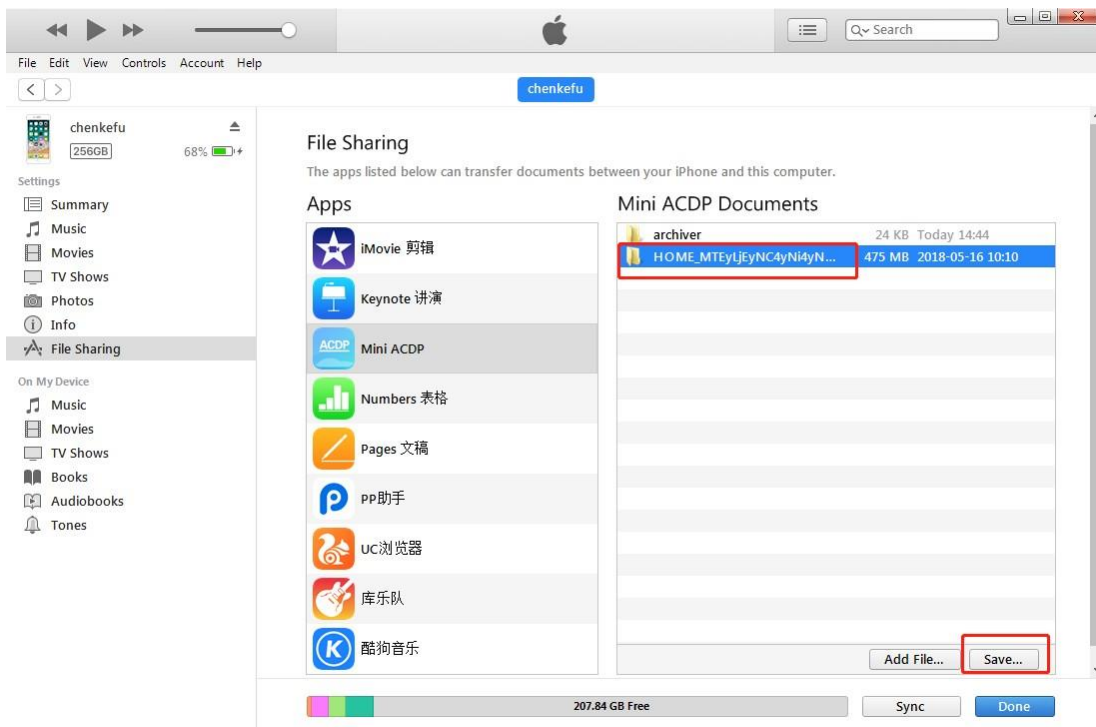 Search
File Edit View Controls Account Help
chenkefu
chenkefu
256GB
68%
Settings
Summary
Music
Movies
TV Shows
Photos
Info
File Sharing
On My Device
Music
Movies
TV Shows
Books
Audiobooks
Tones
File Sharing
The apps listed below can transfer documents between your iPhone and this computer.
Apps
iMovie 剪辑
Keynote 讲演
ACDP
Mini ACDP
Numbers 表格
Pages 文稿
PP助手
UC浏览器
库乐队
K
酷狗音乐
Mini ACDP Documents
archiver 24 KB Today 14:44
HOME_MTEyLjEyNC4yNi4yN... 475 MB 2018-05-16 10:10
Add File... Save...
207.84 GB Free
Sync Done